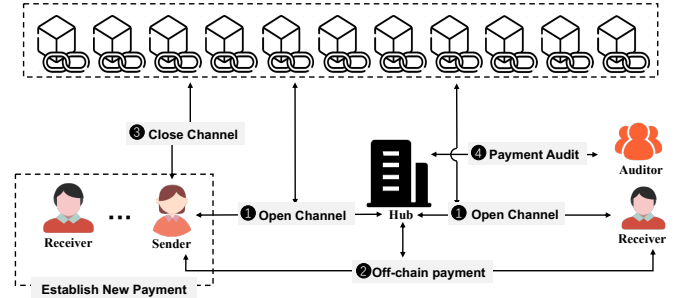 ❸ Close Channel
❹ Payment Audit
Auditor
Receiver
...
Sender
❶ Open Channel
Hub
❶ Open Channel
Receiver
❷ Off-chain payment
Establish New Payment